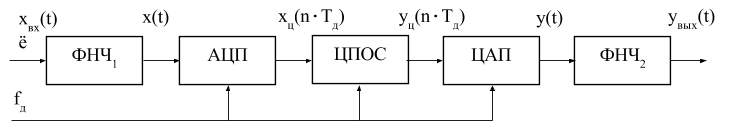 xвх(t) x(t) xц(n · Tд) yц(n · Tд) y(t) yвых(t)
ё
ФНЧ1 АЦП ЦПОС ЦАП ФНЧ2
fд